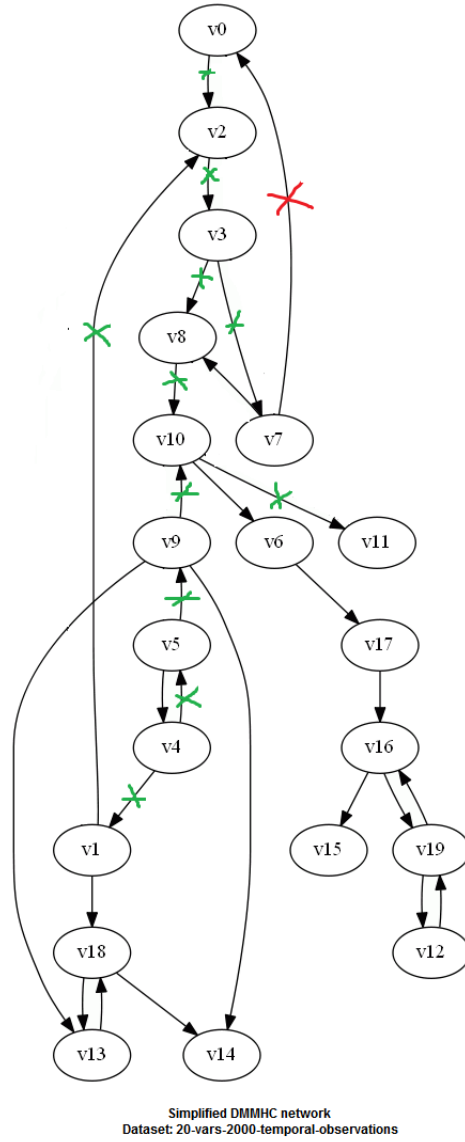 v0
v2
v3
v8
v10
v7
v9
v6
v11
v5
v17
v4
v16
v1
v15
v19
v18
v12
v13
v14
Simplified DMMHC network
Dataset: 20-vars-2000-temporal-observations